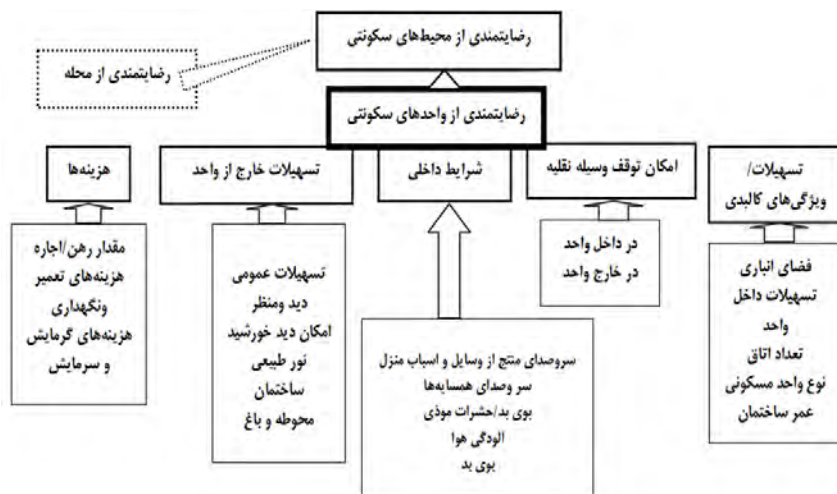 رضایتمندی از محیط‌های سکونتی
رضایتمندی از محله
رضایتمندی از واحدهای سکونتی
تسهیلات/
ویژگی‌های کالبدی
امکان توقف وسیله نقلیه
شرایط داخلی
تسهیلات خارج از واحد
هزینه‌ها
فضای انباری
تسهیلات داخل
واحد
تعداد اتاق
نوع واحد مسکونی
عمر ساختمان
در داخل واحد
در خارج واحد
سروصدای منتج از وسایل و اسباب منزل
سر وصدای همسایه‌ها
بوی بد/حشرات موذی
الودگی هوا
بوی بد
تسهیلات عمومی
دید ومنظر
امکان دید خورشید
نور طبیعی
ساختمان
محوطه و باغ
مقدار رهن/اجاره
هزینه‌های تعمیر
ونگهداری
هزینه‌های گرمایش
و سرمایش